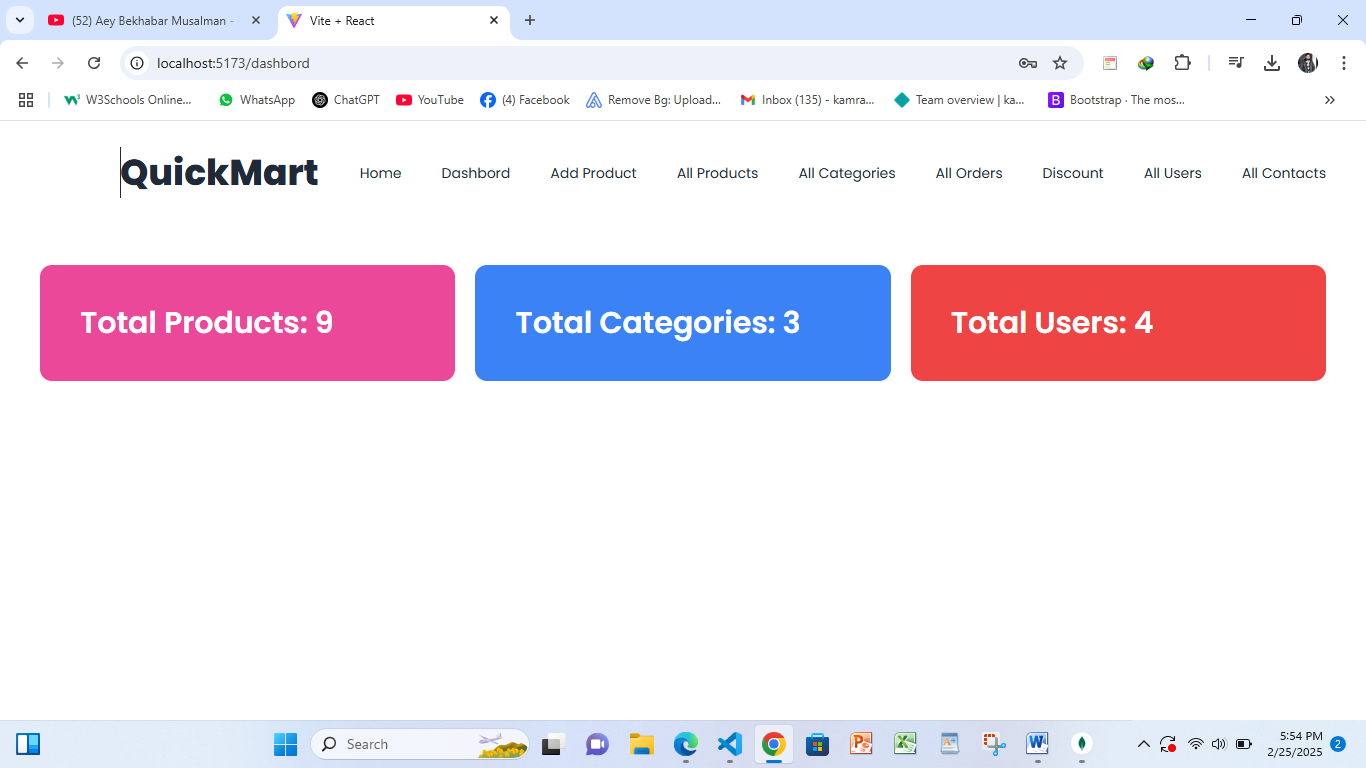 (52) Aey Bekhabar Musalman -
Vite + React
localhost:5173/dashbord
W3Schools Online...
WhatsApp
ChatGPT
YouTube
(4) Facebook
Remove Bg: Upload...
Inbox (135) - kamra...
Team overview | ka...
Bootstrap · The mos...
QuickMart
Home
Dashbord
Add Product
All Products
All Categories
All Orders
Discount
All Users
All Contacts
Total Products: 9
Total Categories: 3
Total Users: 4
Search
5:54 PM
2/25/2025
2